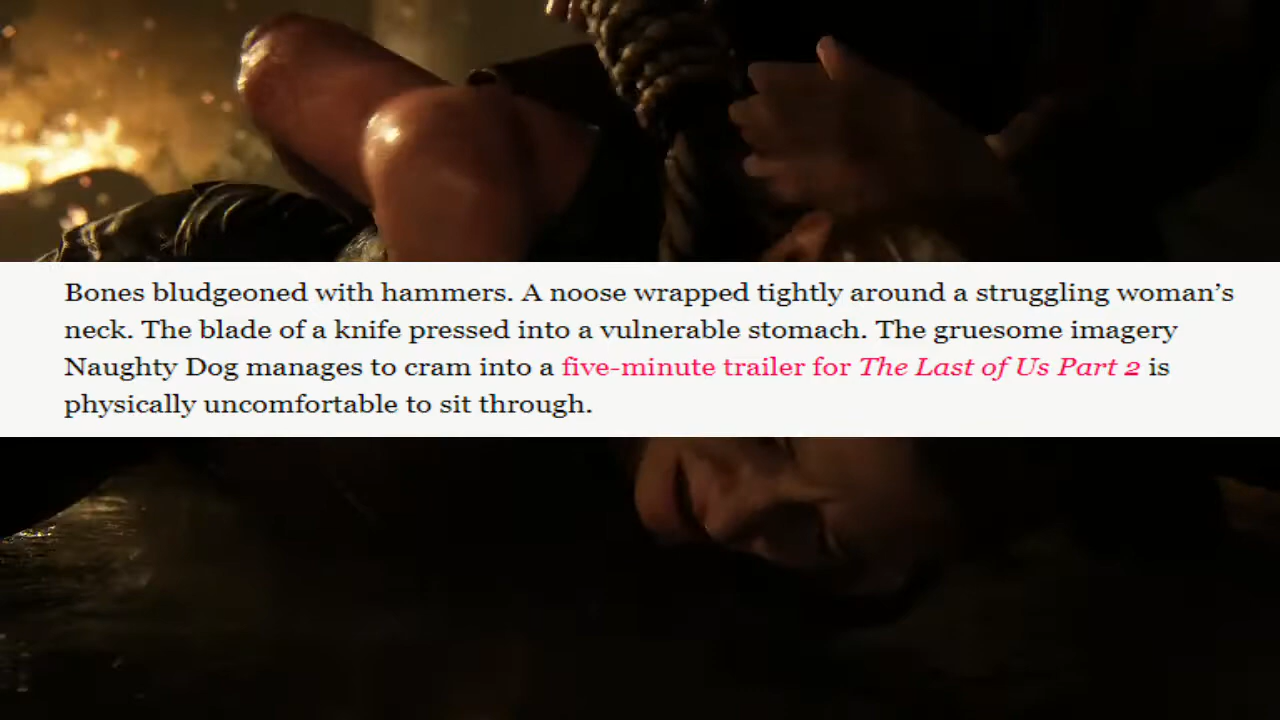 Bones bludgeoned with hammers. A noose wrapped tightly around a struggling woman’s
neck. The blade of a knife pressed into a vulnerable stomach. The gruesome imagery
Naughty Dog manages to cram into a five-minute trailer for The Last of Us Part 2 is
physically uncomfortable to sit through.